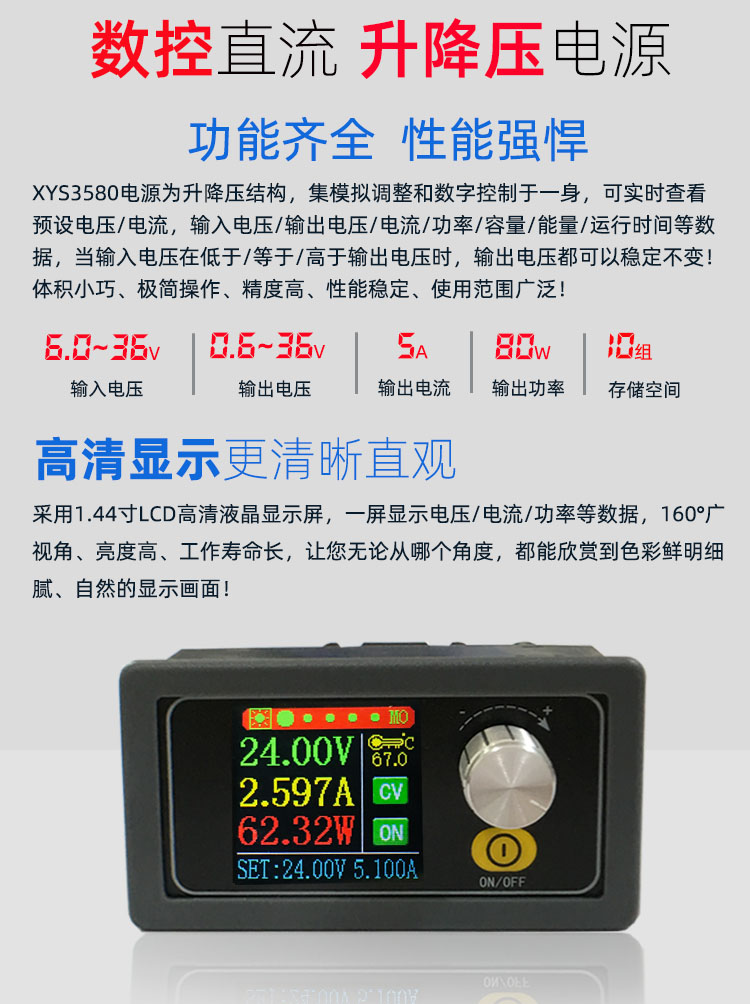 数控直流 升降压电源
功能齐全 性能强悍
XYS3580电源为升降压结构，集模拟调整和数字控制于一身，可实时查看
预设电压/电流，输入电压/输出电压/电流/功率/容量/能量/运行时间等数
据，当输入电压在低于/等于/高于输出电压时，输出电压都可以稳定不变！
体积小巧、极简操作、精度高、性能稳定、使用范围广泛！
6.0~36V 0.6~36V 5A 80W 10组
输入电压 输出电压 输出电流 输出功率 存储空间
高清显示更清晰直观
采用1.44寸LCD高清液晶显示屏，一屏显示电压/电流/功率等数据，160°广
视角、亮度高、工作寿命长，让您无论从哪个角度，都能欣赏到色彩鲜明细
腻、自然的显示画面！
M0
- +
24.00V
℃
67.0
2.597A CV
62.32W ON
SET:24.00V 5.100A
ON/OFF